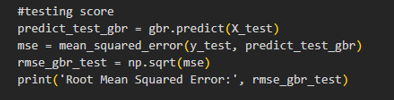 #testing score
predict_test_gbr = gbr.predict(X_test)
mse = mean_squared_error(y_test, predict_test_gbr)
rmse_gbr_test = np.sqrt(mse)
print('Root Mean Squared Error:', rmse_gbr_test)